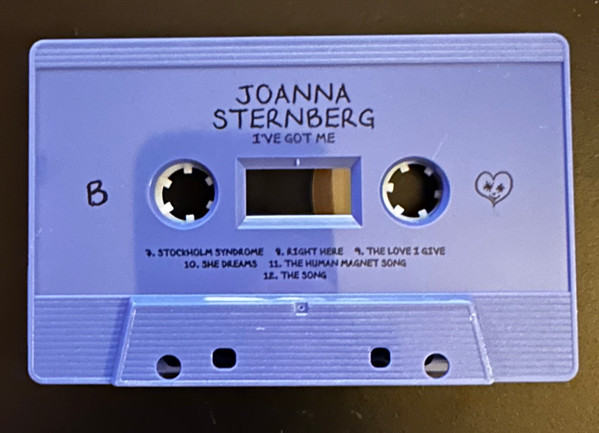 JOANNA
STERNBERG
I'VE GOT ME
B
7. STOCKHOLM SYNDROME 8. RIGHT HERE 9. THE LOVE I GIVE
10. SHE DREAMS 11. THE HUMAN MAGNET SONG
12. THE SONG